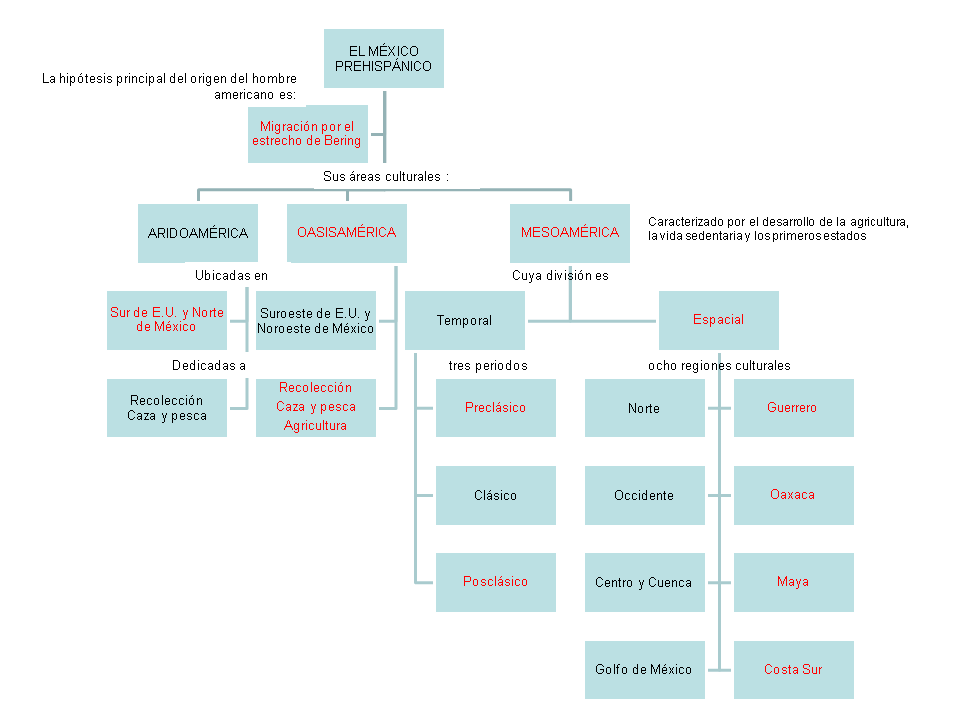 EL MÉXICO
PREHISPÁNICO
La hipótesis principal del origen del hombre
americano es:
Migración por el
estrecho de Bering
Sus áreas culturales :
ARIDOAMÉRICA
OASISAMÉRICA
MESOAMÉRICA
Caracterizado por el desarrollo de la agricultura,
la vida sedentaria y los primeros estados
Ubicadas en
Cuya división es
Sur de E.U. y Norte
de México
Suroeste de E.U. y
Noroeste de México
Temporal
Espacial
Dedicadas a
tres periodos
ocho regiones culturales
Recolección
Caza y pesca
Recolección
Caza y pesca
Agricultura
Preclásico
Norte
Guerrero
Clásico
Occidente
Oaxaca
Posclásico
Centro y Cuenca
Maya
Golfo de México
Costa Sur